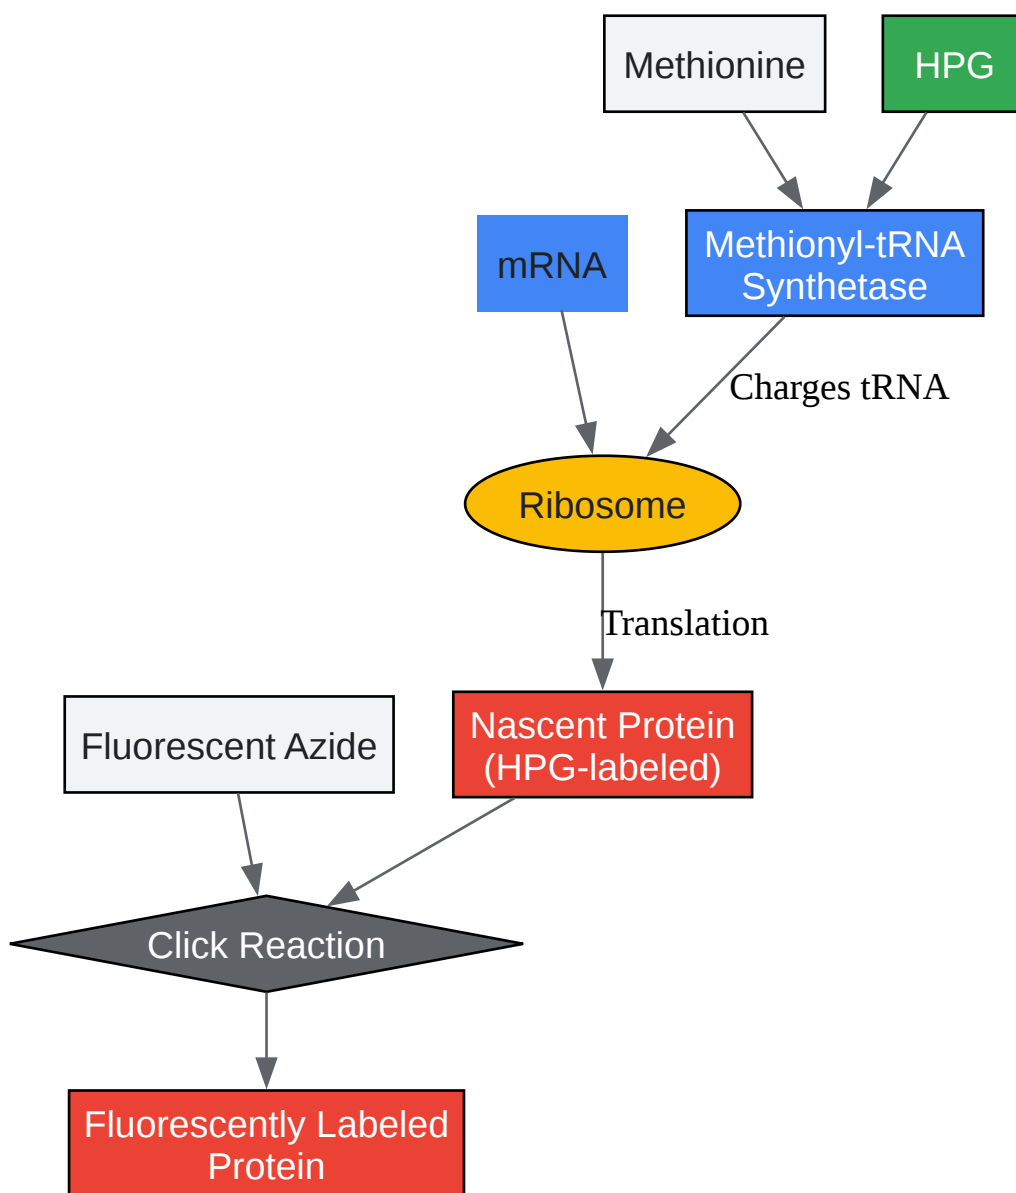 Methionine
HPG
mRNA
Methionyl-tRNA
Synthetase
Charges tRNA
Ribosome
Translation
Fluorescent Azide
Nascent Protein
(HPG-labeled)
Click Reaction
Fluorescently Labeled
Protein